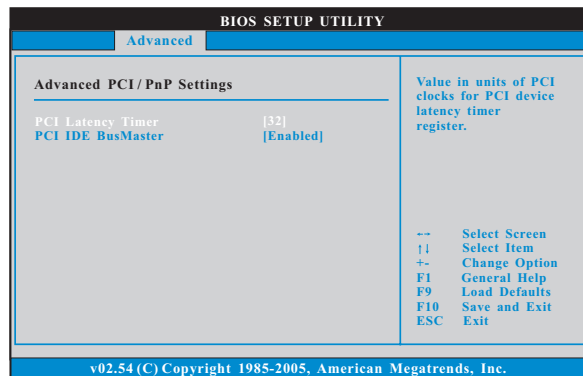 BIOS SETUP UTILITY
Advanced
Advanced PCI / PnP Settings
PCI Latency Timer [32]
PCI IDE BusMaster [Enabled]
Value in units of PCI
clocks for PCI device
latency timer
register.
←→ Select Screen
↑↓ Select Item
+- Change Option
F1 General Help
F9 Load Defaults
F10 Save and Exit
ESC Exit
v02.54 (C) Copyright 1985-2005, American Megatrends, Inc.